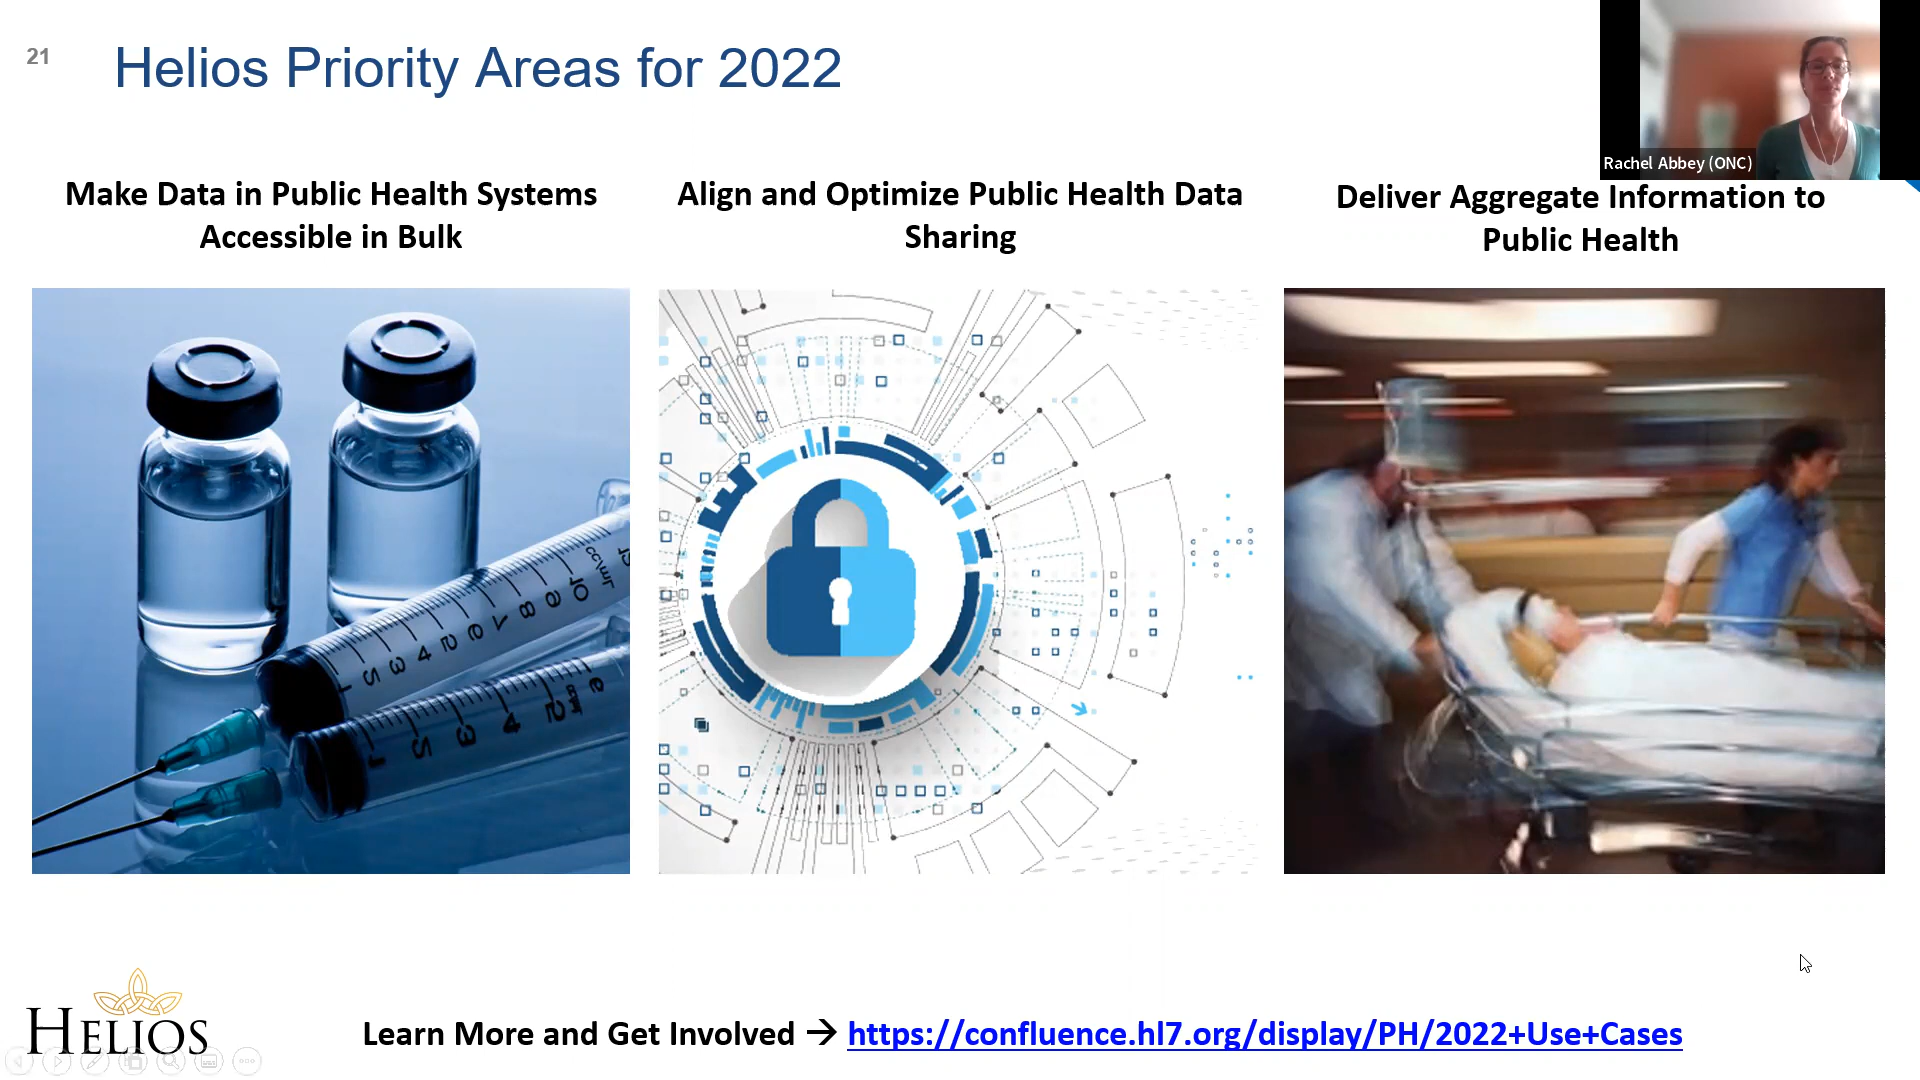 21
Helios Priority Areas for 2022
Rachel Abbey (ONC)
Make Data in Public Health Systems
Accessible in Bulk
Align and Optimize Public Health Data
Sharing
Deliver Aggregate Information to
Public Health
HELIOS
Learn More and Get Involved → https://confluence.hl7.org/display/PH/2022+Use+Cases